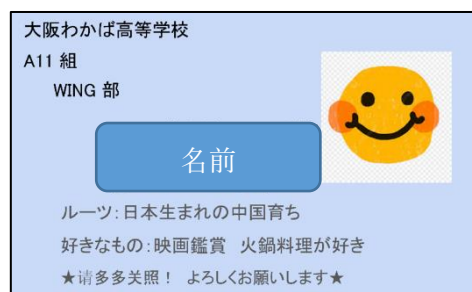 大阪わかば高等学校
A11 組
WING 部
名前
ルーツ:日本生まれの中国育ち
好きなもの:映画鑑賞 火鍋料理が好き
★请多多关照! よろしくお願いします★